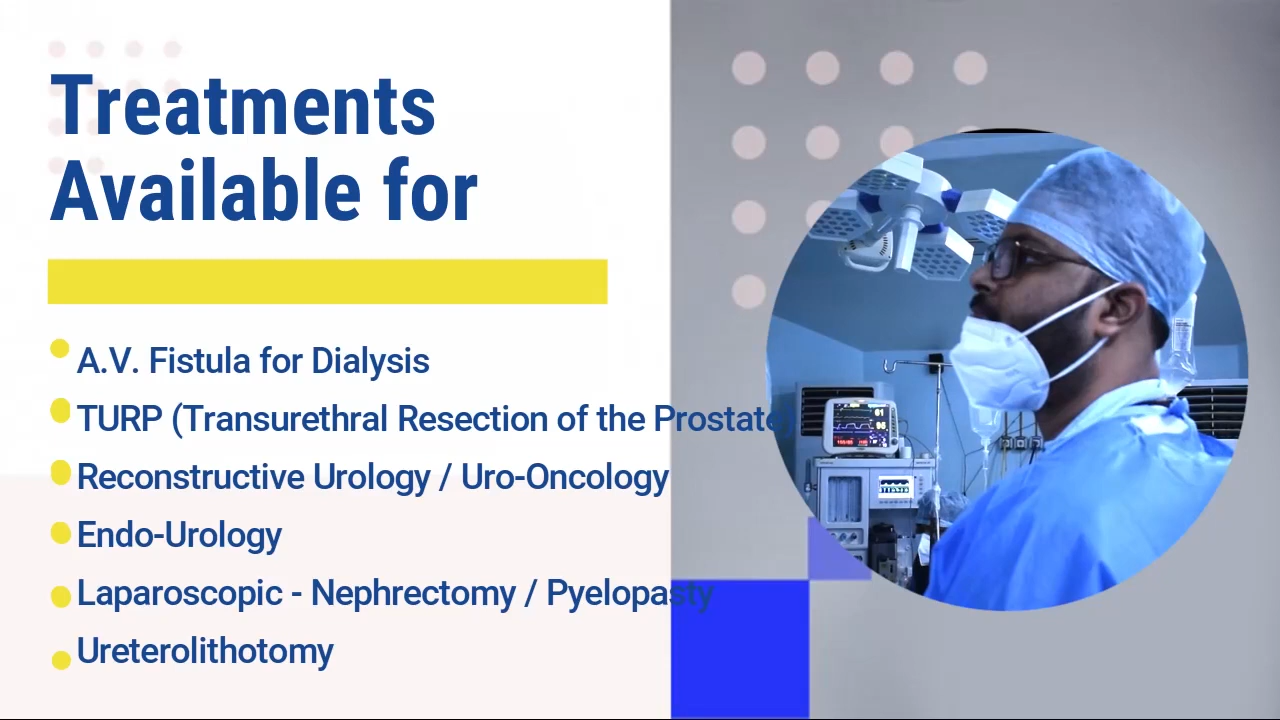 Treatments
Available for
A.V. Fistula for Dialysis
TURP (Transurethral Resection of the Prostate)
Reconstructive Urology / Uro-Oncology
Endo-Urology
Laparoscopic - Nephrectomy / Pyelopasty
Ureterolithotomy